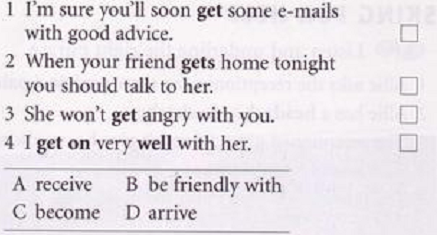 1 I'm sure you'll soon get some e-mails
with good advice.
2 When your friend gets home tonight
you should talk to her.
3 She won't get angry with you.
4 I get on very well with her.
A receive B be friendly with
C become D arrive